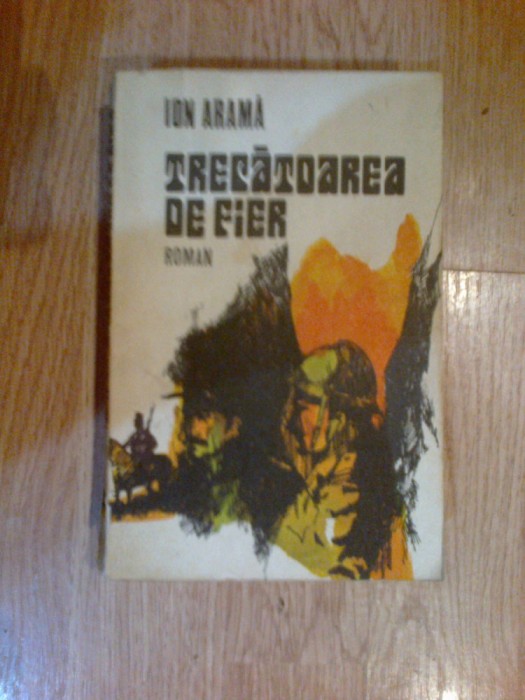 ION ARAMĂ
TRECĂTOAREA
DE FIER
ROMAN